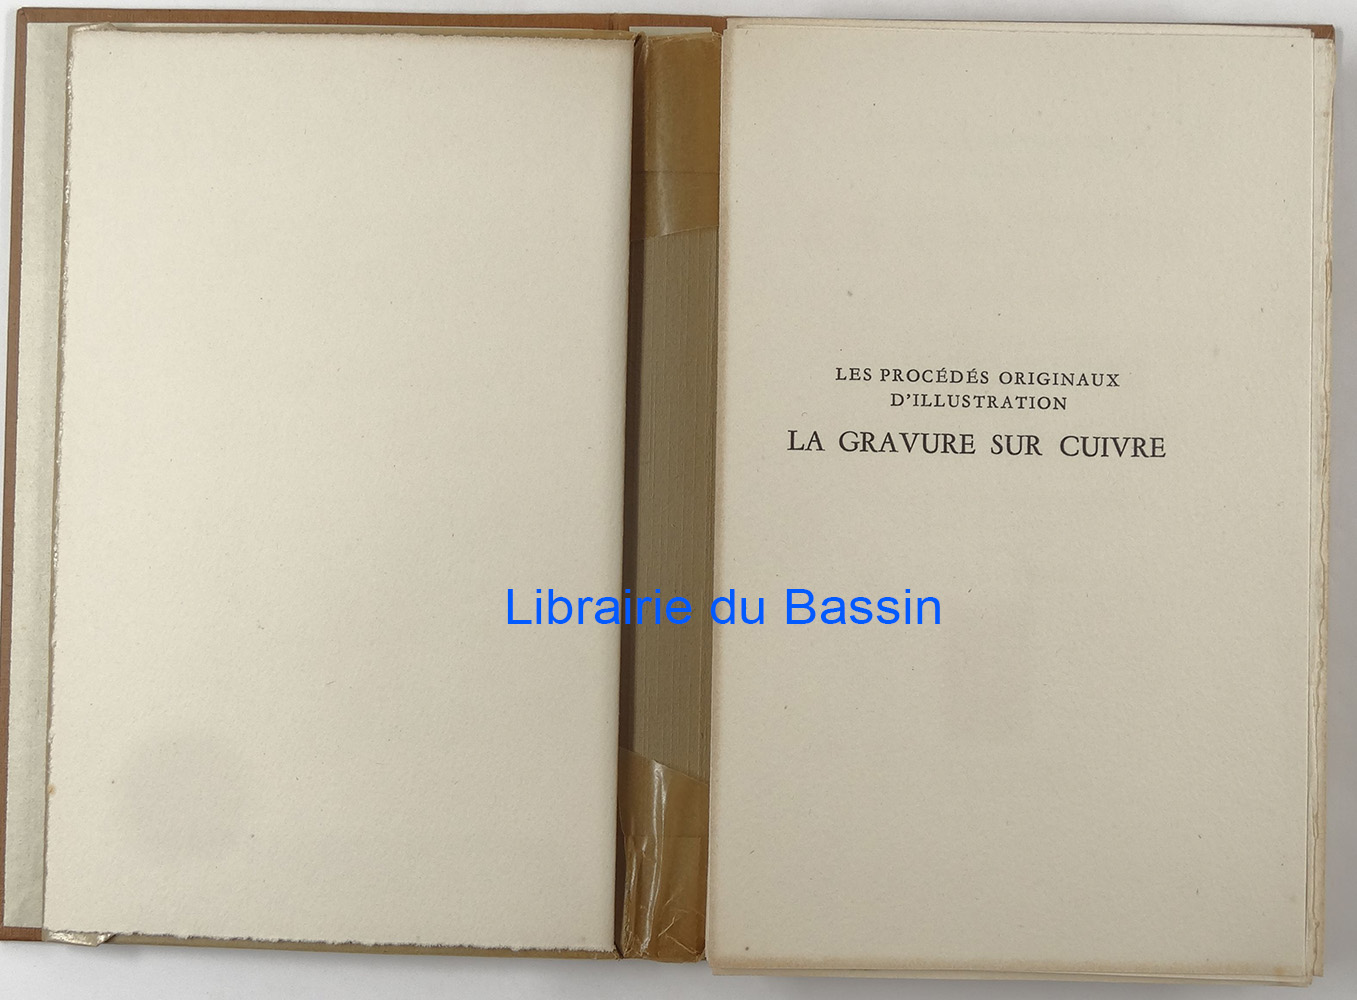 LES PROCÉDÉS ORIGINAUX
D'ILLUSTRATION
LA GRAVURE SUR CUIVRE
Librairie du Bassin